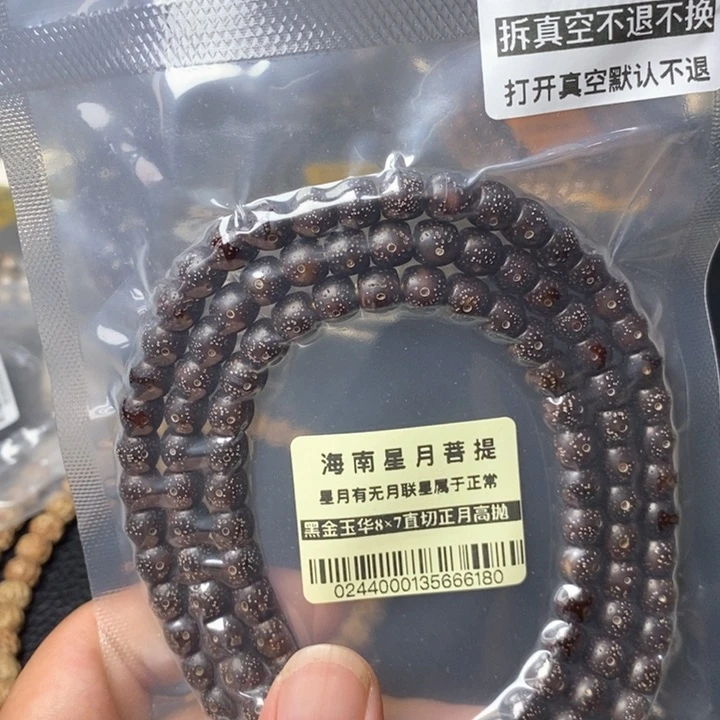 拆真空不退不换
打开真空默认不退
海南星月菩提
星月有无月联星属于正常
黑金玉华8×7直切正月高抛
0244000135666180